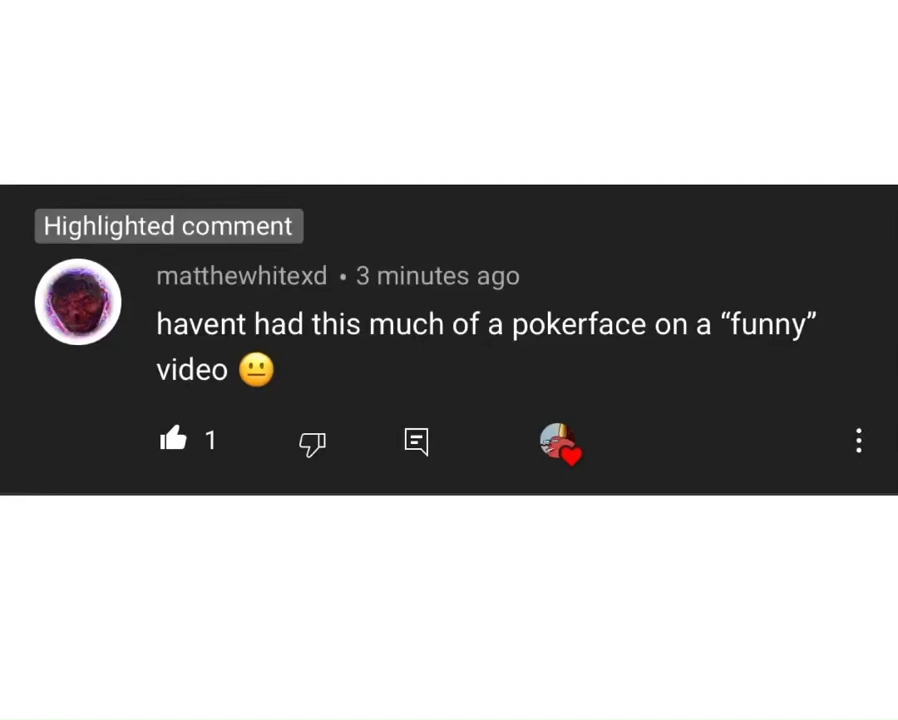 Highlighted comment
matthewhitexd • 3 minutes ago
havent had this much of a pokerface on a “funny”
video 😐
1